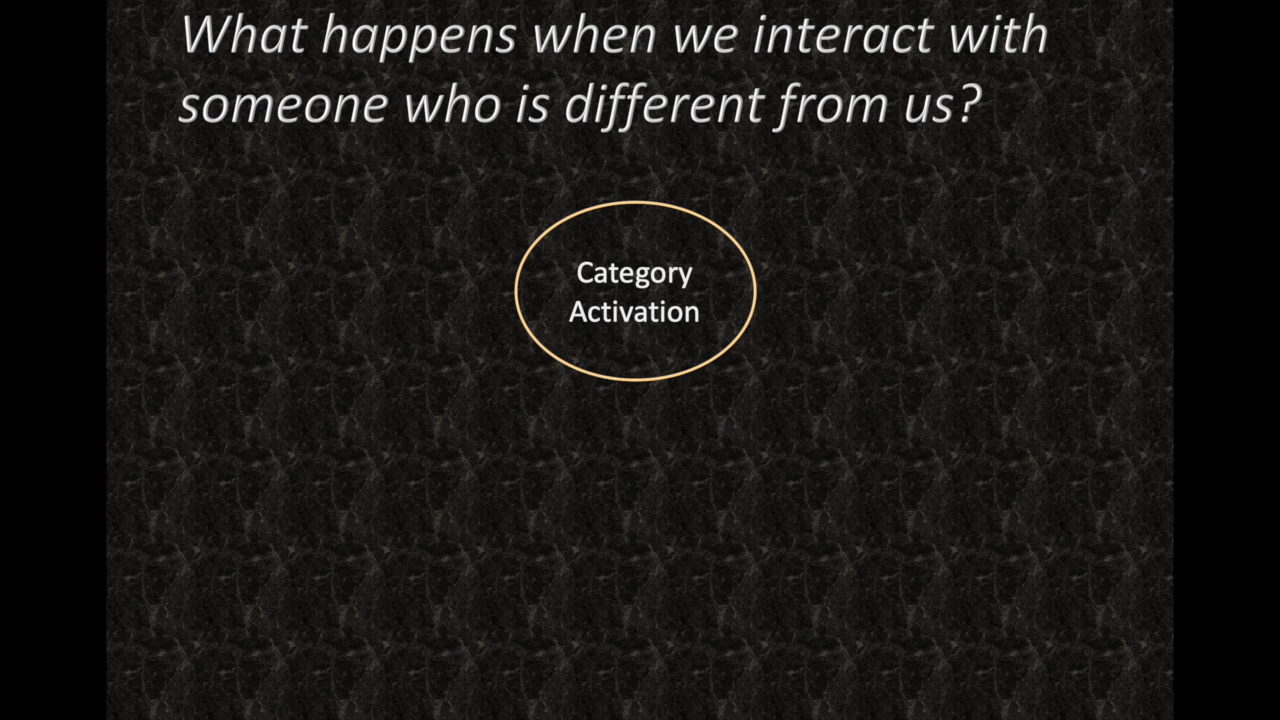 What happens when we interact with
someone who is different from us?
Category
Activation